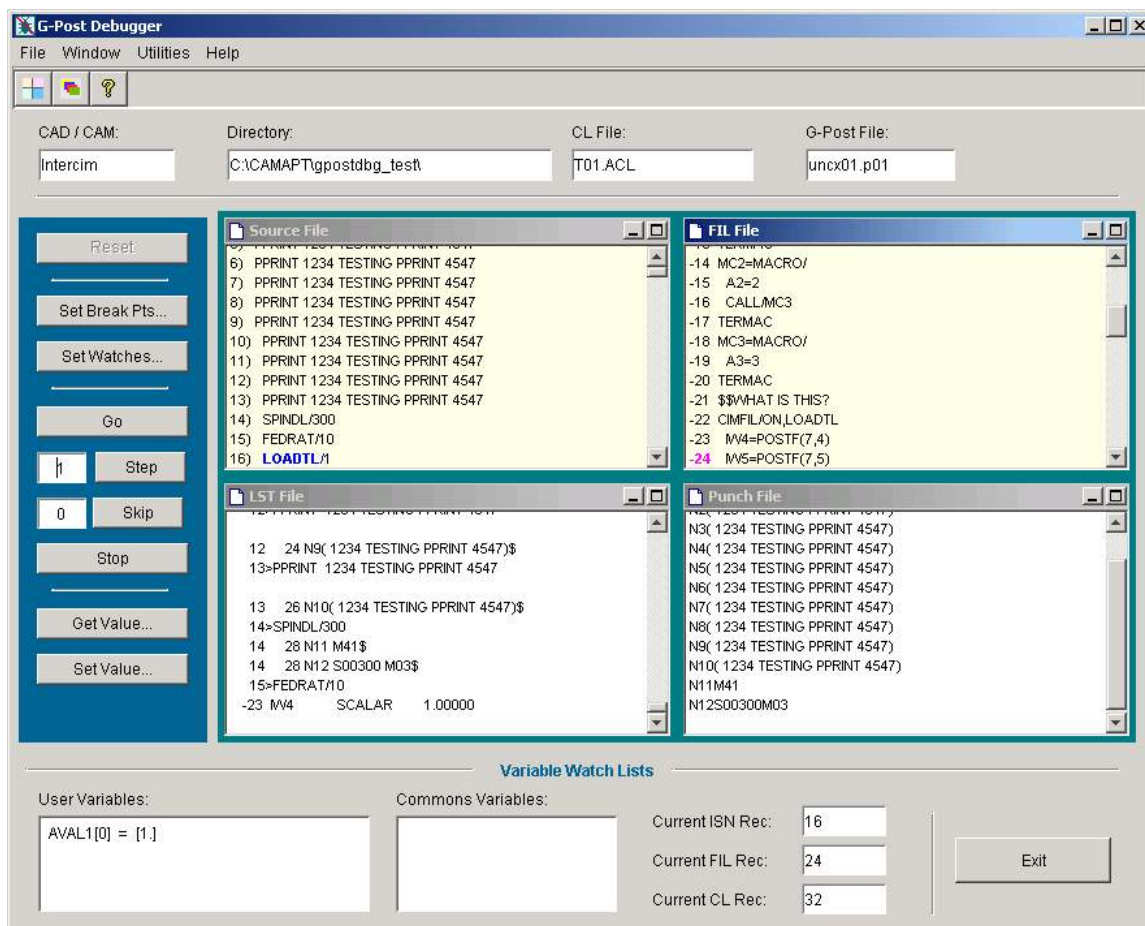 G-Post Debugger
File Window Utilities Help
CAD / CAM:
Directory:
CL File:
G-Post File:
Intercim
C:\CAMAPT\gpostdbg_test\
T01.ACL
uncx01.p01
Reset
Set Break Pts...
Set Watches...
Go
1
Step
0
Skip
Stop
Get Value...
Set Value...
Source File
6) PPRINT 1234 TESTING PPRINT 4547
7) PPRINT 1234 TESTING PPRINT 4547
8) PPRINT 1234 TESTING PPRINT 4547
9) PPRINT 1234 TESTING PPRINT 4547
10) PPRINT 1234 TESTING PPRINT 4547
11) PPRINT 1234 TESTING PPRINT 4547
12) PPRINT 1234 TESTING PPRINT 4547
13) PPRINT 1234 TESTING PPRINT 4547
14) SPINDL/300
15) FEDRAT/10
16) LOADTL/1
FIL File
-14 MC2=MACRO/
-15 A2=2
-16 CALL/MC3
-17 TERMAC
-18 MC3=MACRO/
-19 A3=3
-20 TERMAC
-21 $$WHAT IS THIS?
-22 CIMFIL/ON,LOADTL
-23 IVV4=POSTF(7,4)
-24 IVV5=POSTF(7,5)
LST File
12 24 N9( 1234 TESTING PPRINT 4547)$
13>PPRINT 1234 TESTING PPRINT 4547
13 26 N10( 1234 TESTING PPRINT 4547)$
14>SPINDL/300
14 28 N11 M41$
14 28 N12 S00300 M03$
15>FEDRAT/10
-23 IVV4 SCALAR 1.00000
Punch File
N3( 1234 TESTING PPRINT 4547)
N4( 1234 TESTING PPRINT 4547)
N5( 1234 TESTING PPRINT 4547)
N6( 1234 TESTING PPRINT 4547)
N7( 1234 TESTING PPRINT 4547)
N8( 1234 TESTING PPRINT 4547)
N9( 1234 TESTING PPRINT 4547)
N10( 1234 TESTING PPRINT 4547)
N11M41
N12S00300M03
Variable Watch Lists
User Variables:
AVAL1[0] = [1.]
Commons Variables:
Current ISN Rec:
16
Current FIL Rec:
24
Current CL Rec:
32
Exit